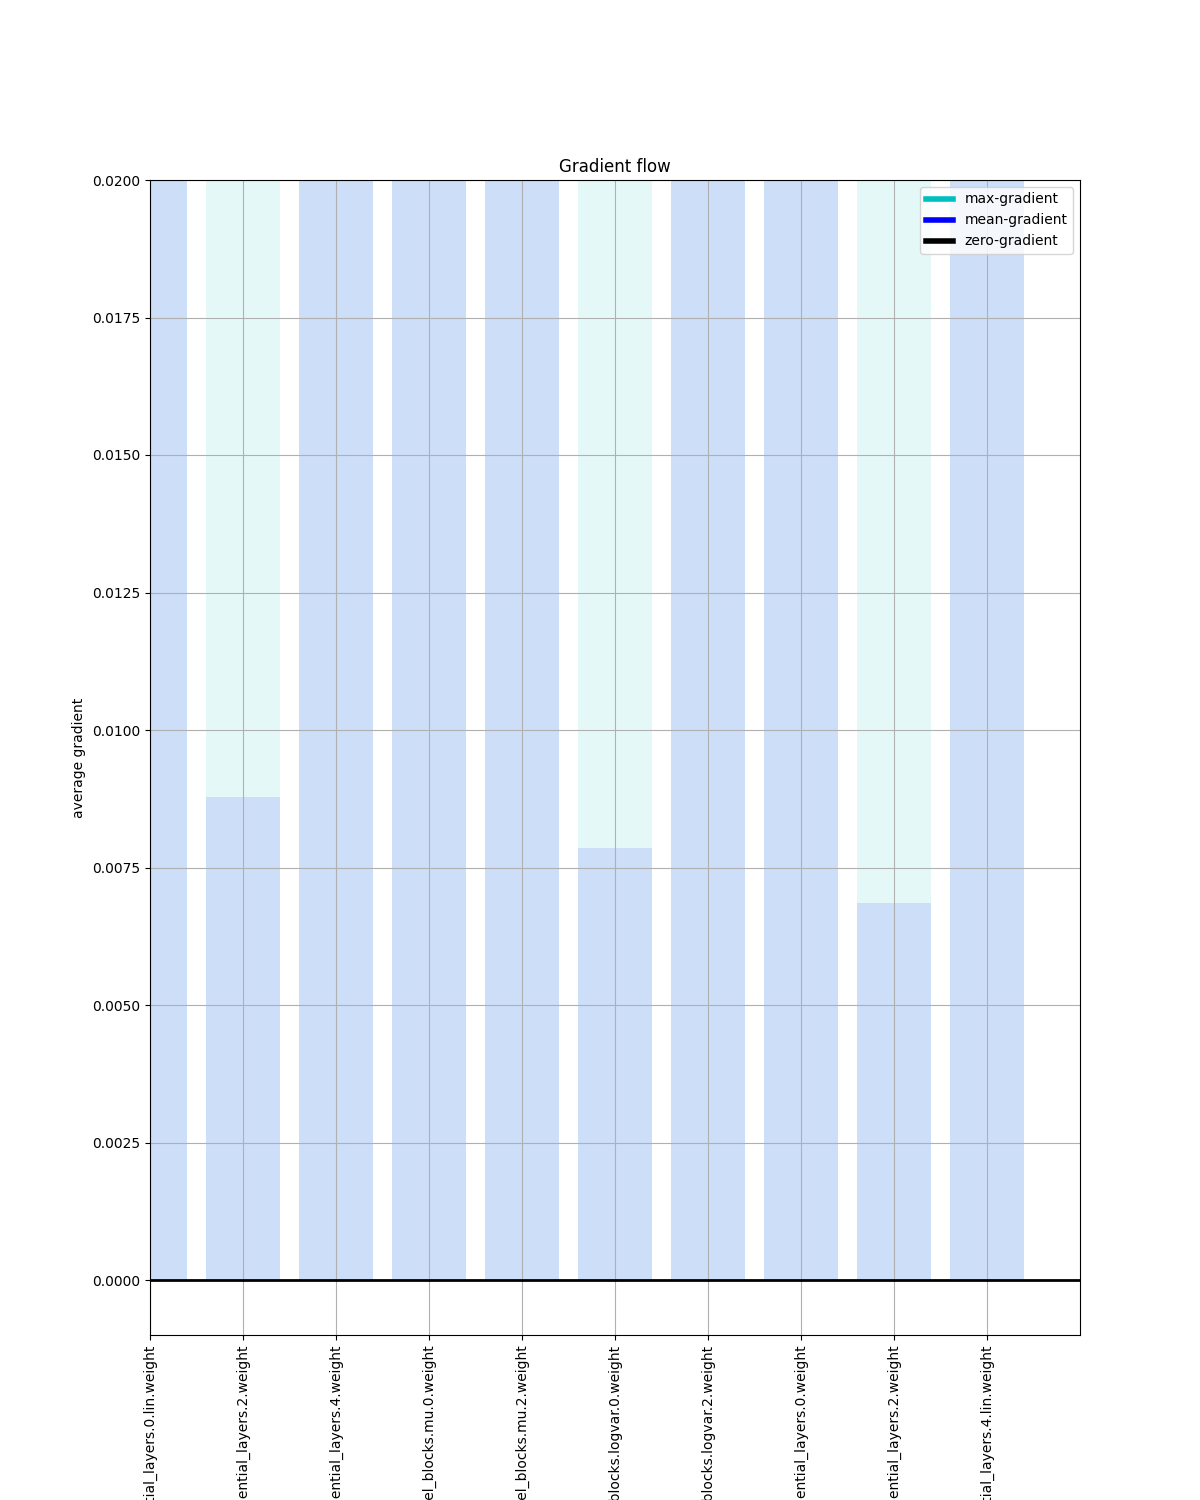 Gradient flow
max-gradient
mean-gradient
zero-gradient
0.0200
0.0175
0.0150
0.0125
0.0100
0.0075
0.0050
0.0025
0.0000
average gradient
tial_layers.0.lin.weight
ential_layers.2.weight
ential_layers.4.weight
el_blocks.mu.0.weight
el_blocks.mu.2.weight
blocks.logvar.0.weight
blocks.logvar.2.weight
ential_layers.0.weight
ential_layers.2.weight
tial_layers.4.lin.weight